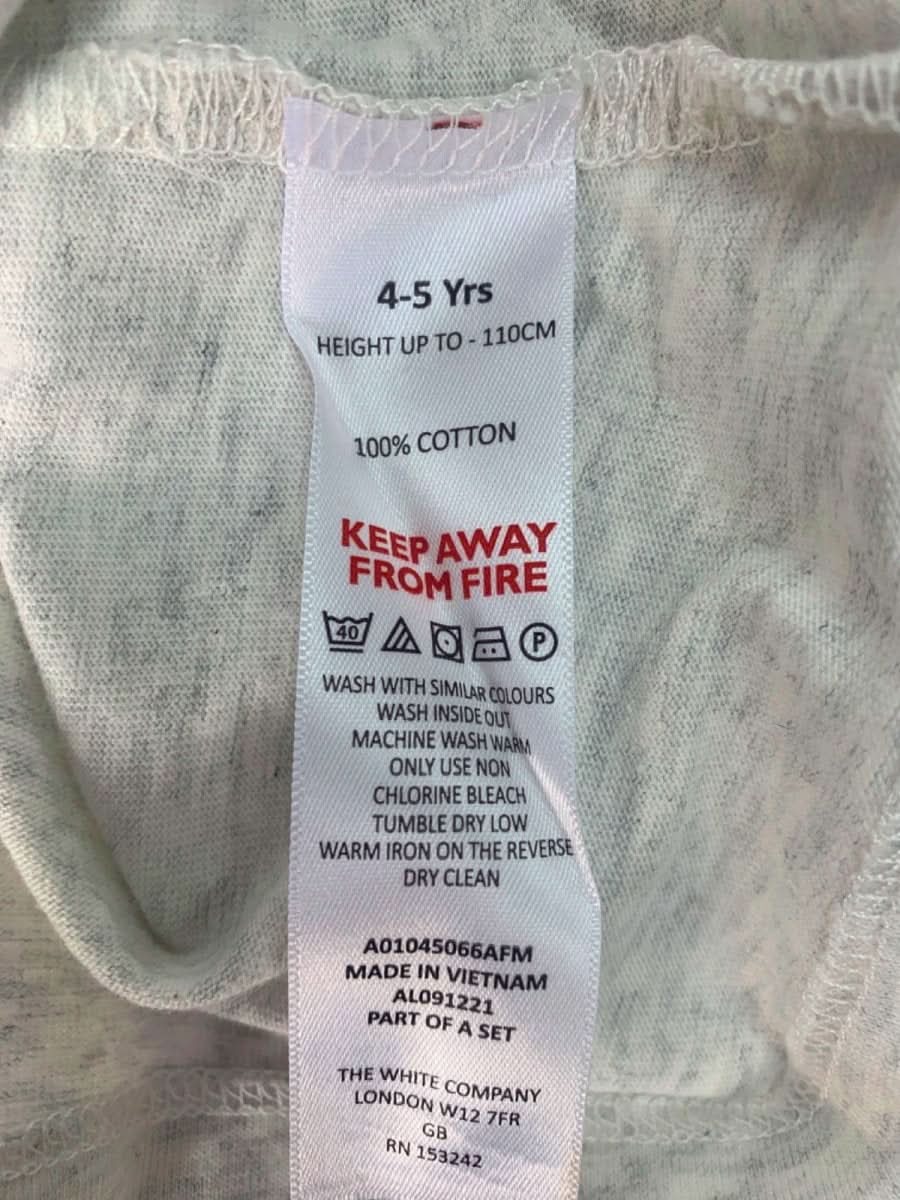 4-5 Yrs
HEIGHT UP TO - 110CM
100% COTTON
KEEP AWAY
FROM FIRE
40 P
WASH WITH SIMILAR COLOURS
WASH INSIDE OUT
MACHINE WASH WARM
ONLY USE NON
CHLORINE BLEACH
TUMBLE DRY LOW
WARM IRON ON THE REVERSE
DRY CLEAN
A01045066AFM
MADE IN VIETNAM
AL091221
PART OF A SET
THE WHITE COMPANY
LONDON W12 7FR
GB
RN 153242